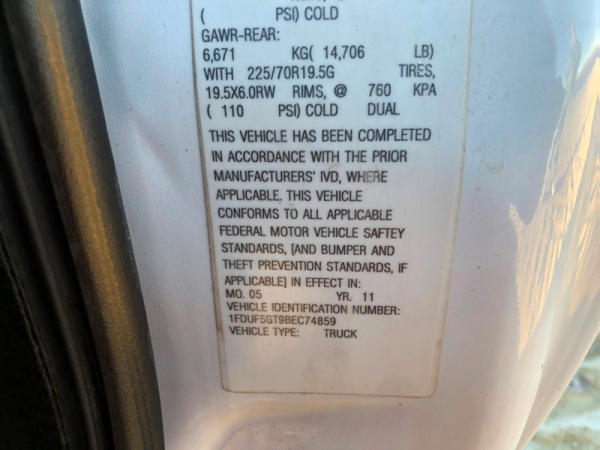 ( PSI) COLD
GAWR-REAR:
6,671 KG( 14,706 LB)
WITH 225/70R19.5G TIRES,
19.5X6.0RW RIMS, @ 760 KPA
( 110 PSI) COLD DUAL
THIS VEHICLE HAS BEEN COMPLETED
IN ACCORDANCE WITH THE PRIOR
MANUFACTURERS' IVD, WHERE
APPLICABLE. THIS VEHICLE
CONFORMS TO ALL APPLICABLE
FEDERAL MOTOR VEHICLE SAFTEY
STANDARDS, [AND BUMPER AND
THEFT PREVENTION STANDARDS, IF
APPLICABLE] IN EFFECT IN:
MO. 05 YR. 11
VEHICLE IDENTIFICATION NUMBER:
1FDUF5GT9BEC74859
VEHICLE TYPE: TRUCK